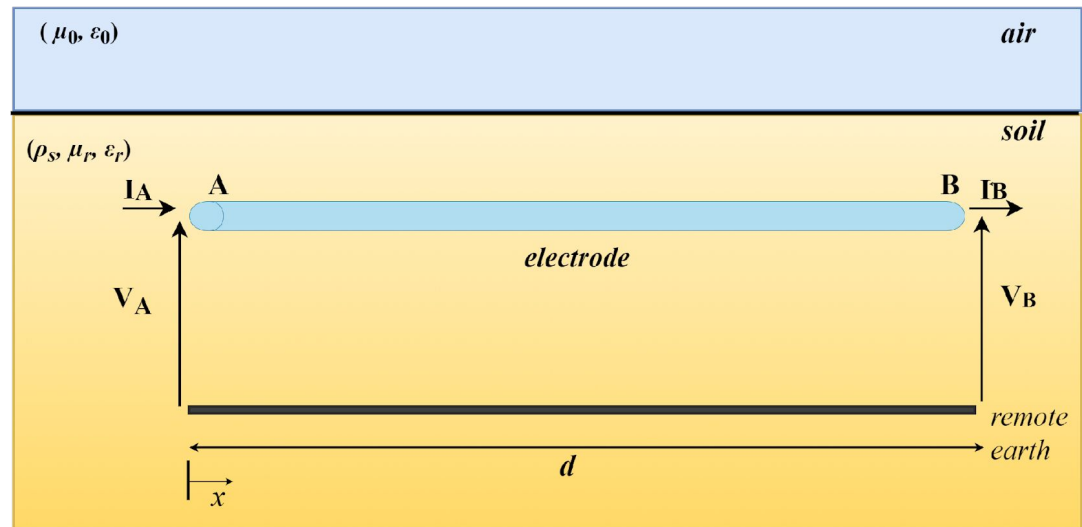 (μ0, ε0)
air
soil
(ρs, μr, εr)
IA
A
B
IB
electrode
VA
VB
remote
earth
d
x